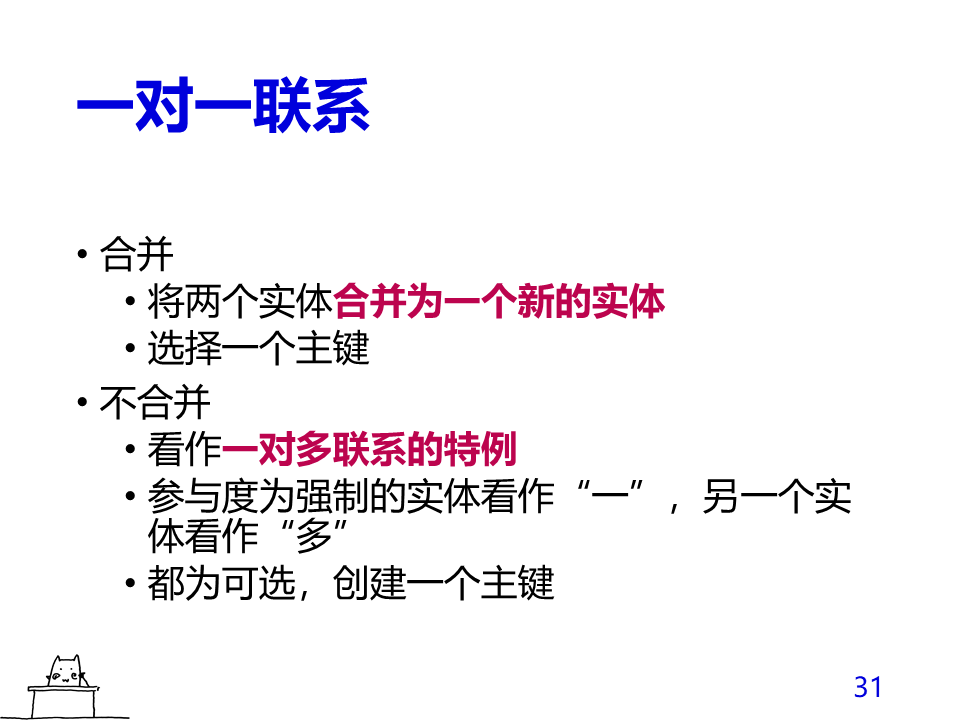 一对一联系
• 合并
• 将两个实体合并为一个新的实体
• 选择一个主键
• 不合并
• 看作一对多联系的特例
• 参与度为强制的实体看作“一”，另一个实
体看作“多”
• 都为可选，创建一个主键
31